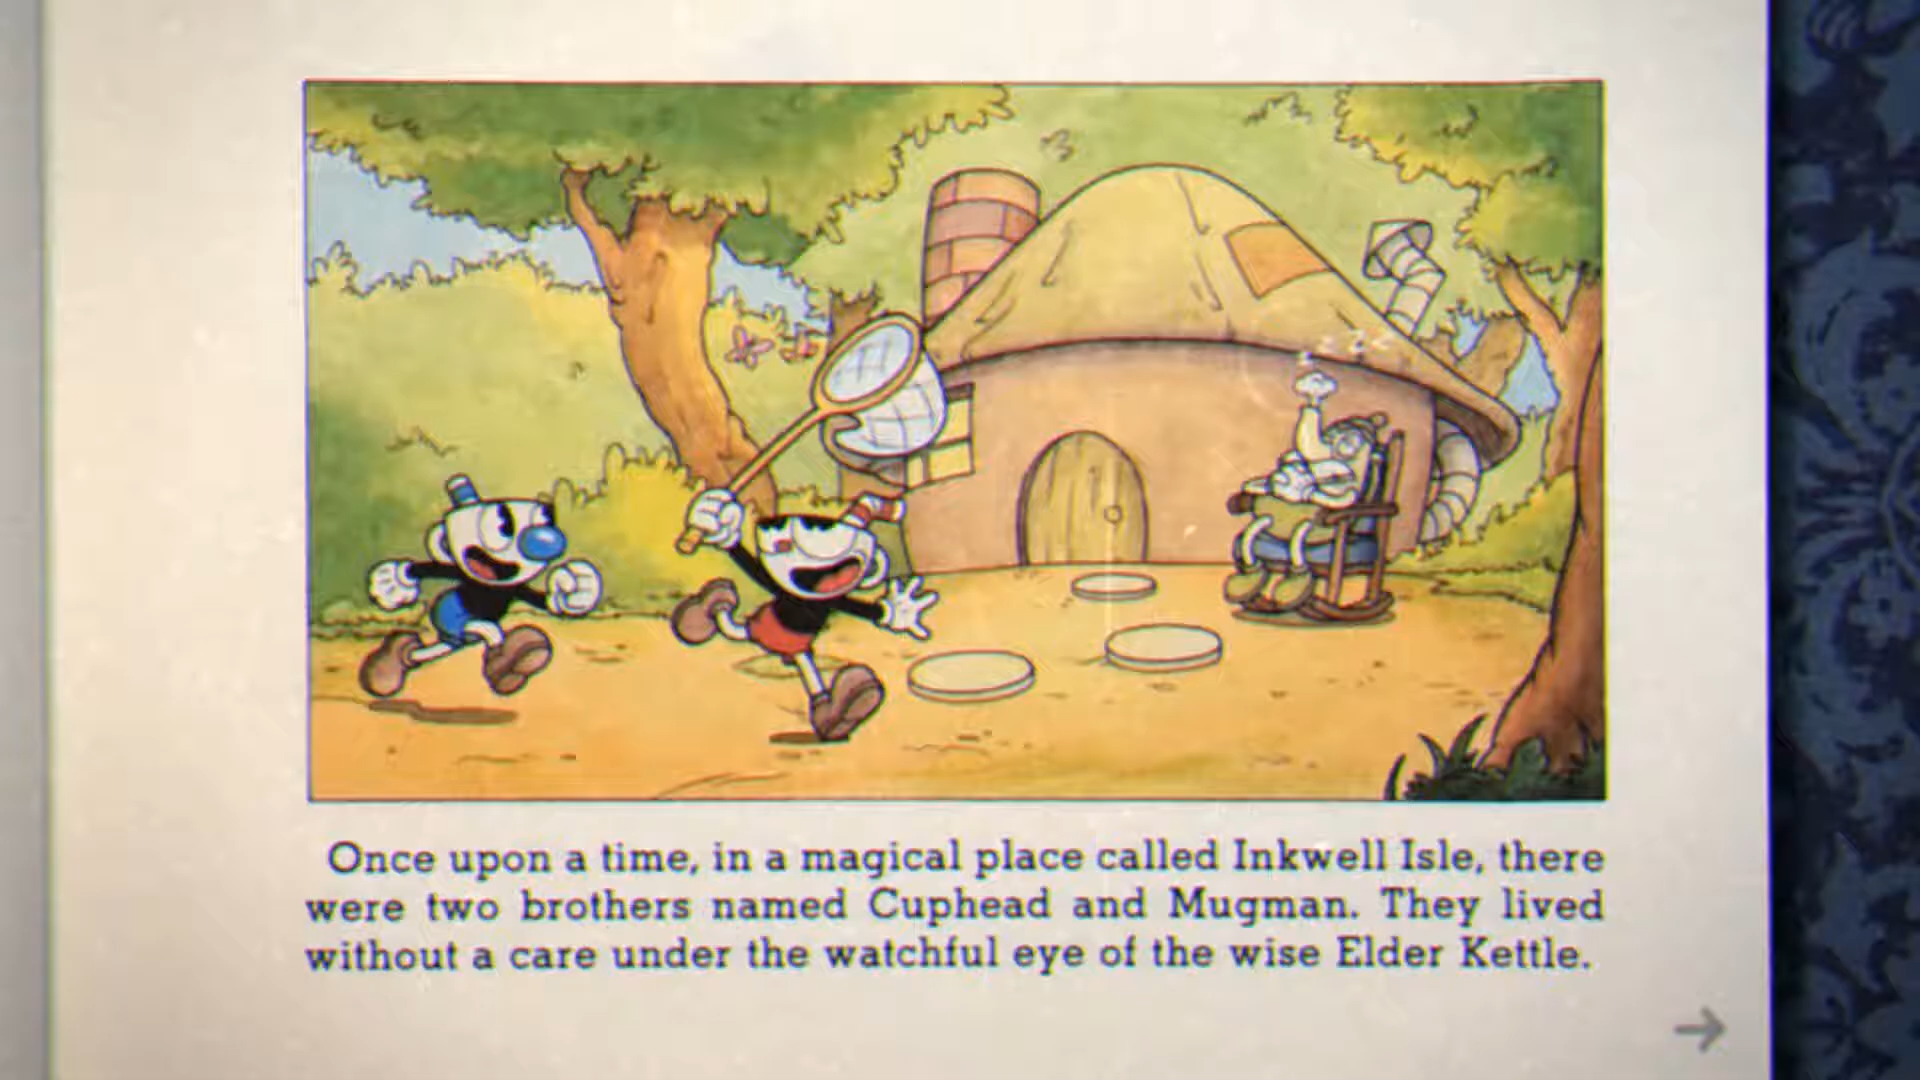 z z z z
Once upon a time, in a magical place called Inkwell Isle, there
were two brothers named Cuphead and Mugman. They lived
without a care under the watchful eye of the wise Elder Kettle.